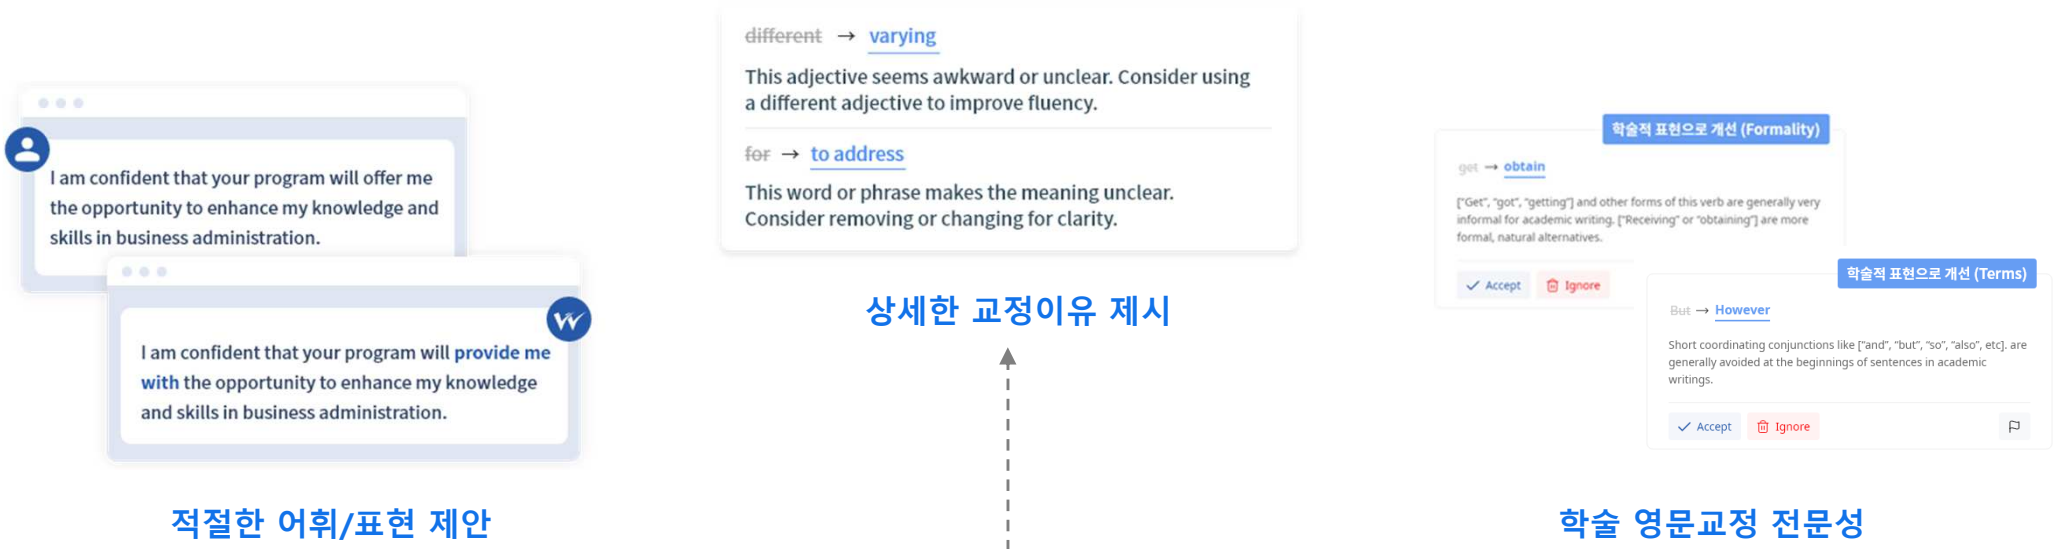 I am confident that your program will offer me
the opportunity to enhance my knowledge and
skills in business administration.
I am confident that your program will provide me
with the opportunity to enhance my knowledge
and skills in business administration.
적절한 어휘/표현 제안
different → varying
This adjective seems awkward or unclear. Consider using
a different adjective to improve fluency.
for → to address
This word or phrase makes the meaning unclear.
Consider removing or changing for clarity.
상세한 교정이유 제시
학술적 표현으로 개선 (Formality)
get → obtain
["Get", "got", "getting"] and other forms of this verb are generally very
informal for academic writing. ["Receiving" or "obtaining"] are more
formal, natural alternatives.
Accept Ignore
학술적 표현으로 개선 (Terms)
But → However
Short coordinating conjunctions like ["and", "but", "so", "also", etc]. are
generally avoided at the beginnings of sentences in academic
writings.
Accept Ignore
학술 영문교정 전문성